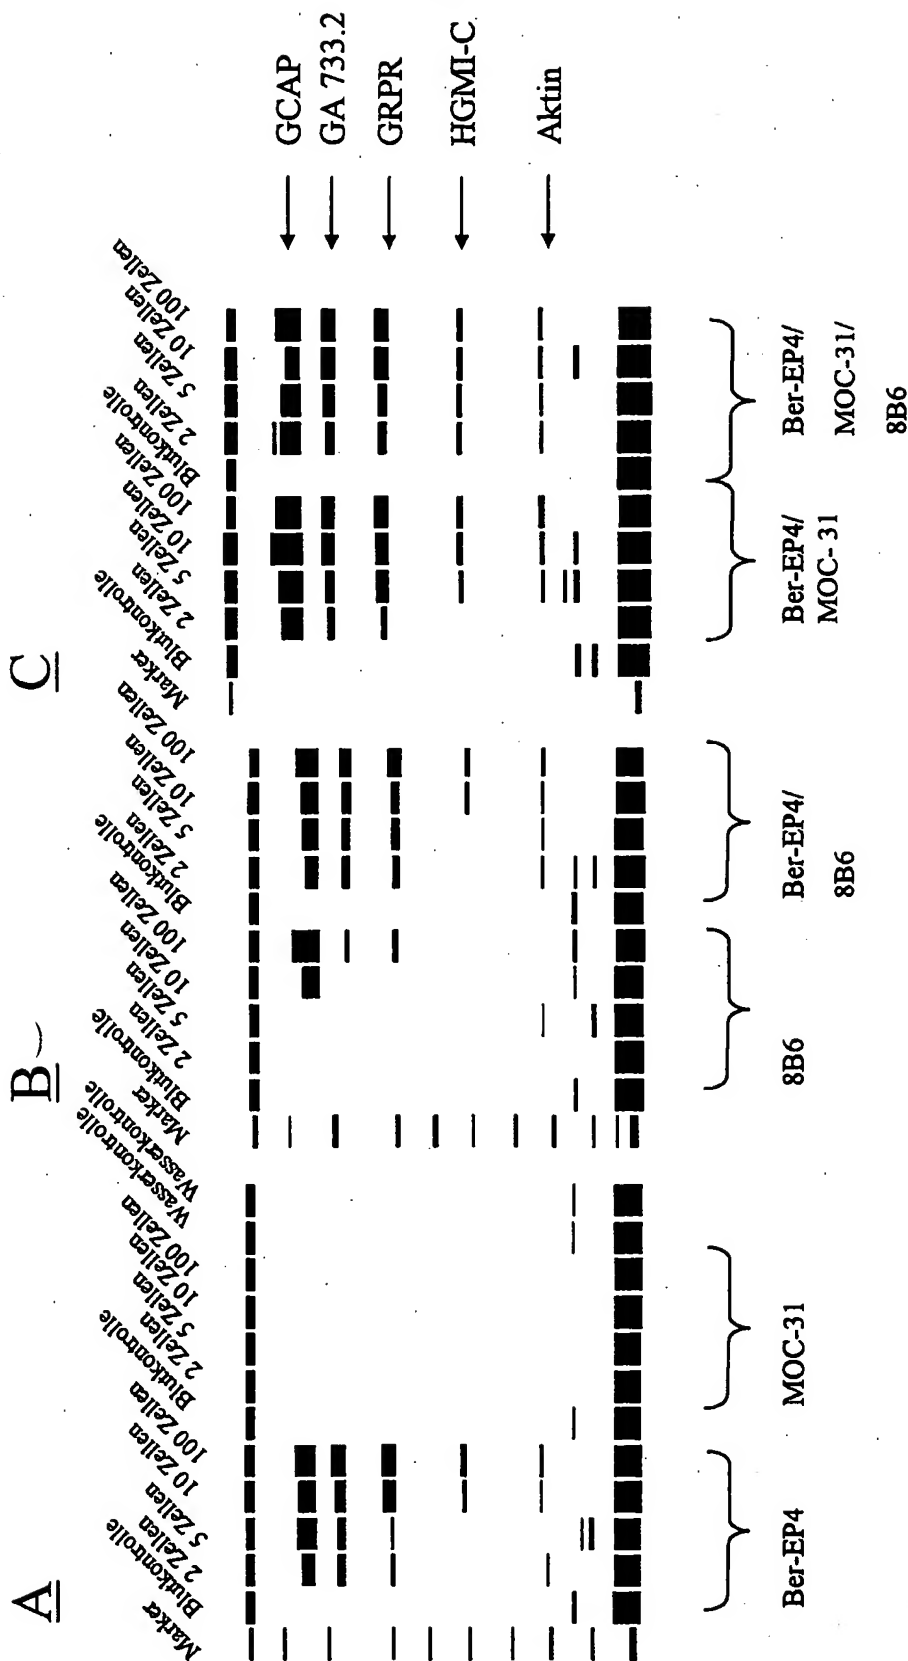 A
B
C
Marker
Blutkontrolle
2 Zellen
5 Zellen
10 Zellen
100 Zellen
Blutkontrolle
2 Zellen
5 Zellen
10 Zellen
100 Zellen
Wasserkontrolle
Wasserkontrolle
Marker
Blutkontrolle
2 Zellen
5 Zellen
10 Zellen
100 Zellen
Blutkontrolle
2 Zellen
5 Zellen
10 Zellen
100 Zellen
Marker
Blutkontrolle
2 Zellen
5 Zellen
10 Zellen
100 Zellen
Blutkontrolle
2 Zellen
5 Zellen
10 Zellen
100 Zellen
GCAP
GA 733.2
GRPR
HGMI-C
Aktin
Ber-EP4
MOC-31
8B6
Ber-EP4/
8B6
Ber-EP4/
MOC- 31
Ber-EP4/
MOC-31/
8B6